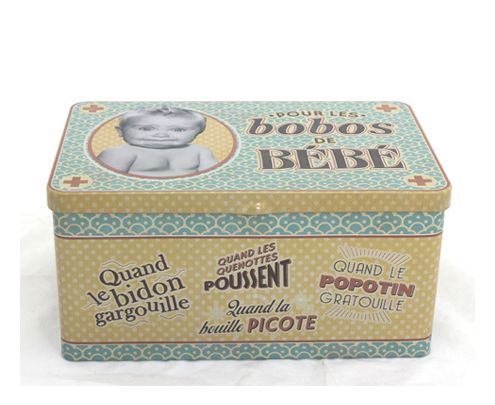 POUR LES
bobos
DE
BÉBÉ
Quand
le bidon
gargouille
QUAND LES
QUENOTTES
POUSSENT
Quand la
bouille PICOTE
QUAND LE
POPOTIN
GRATOUILLE